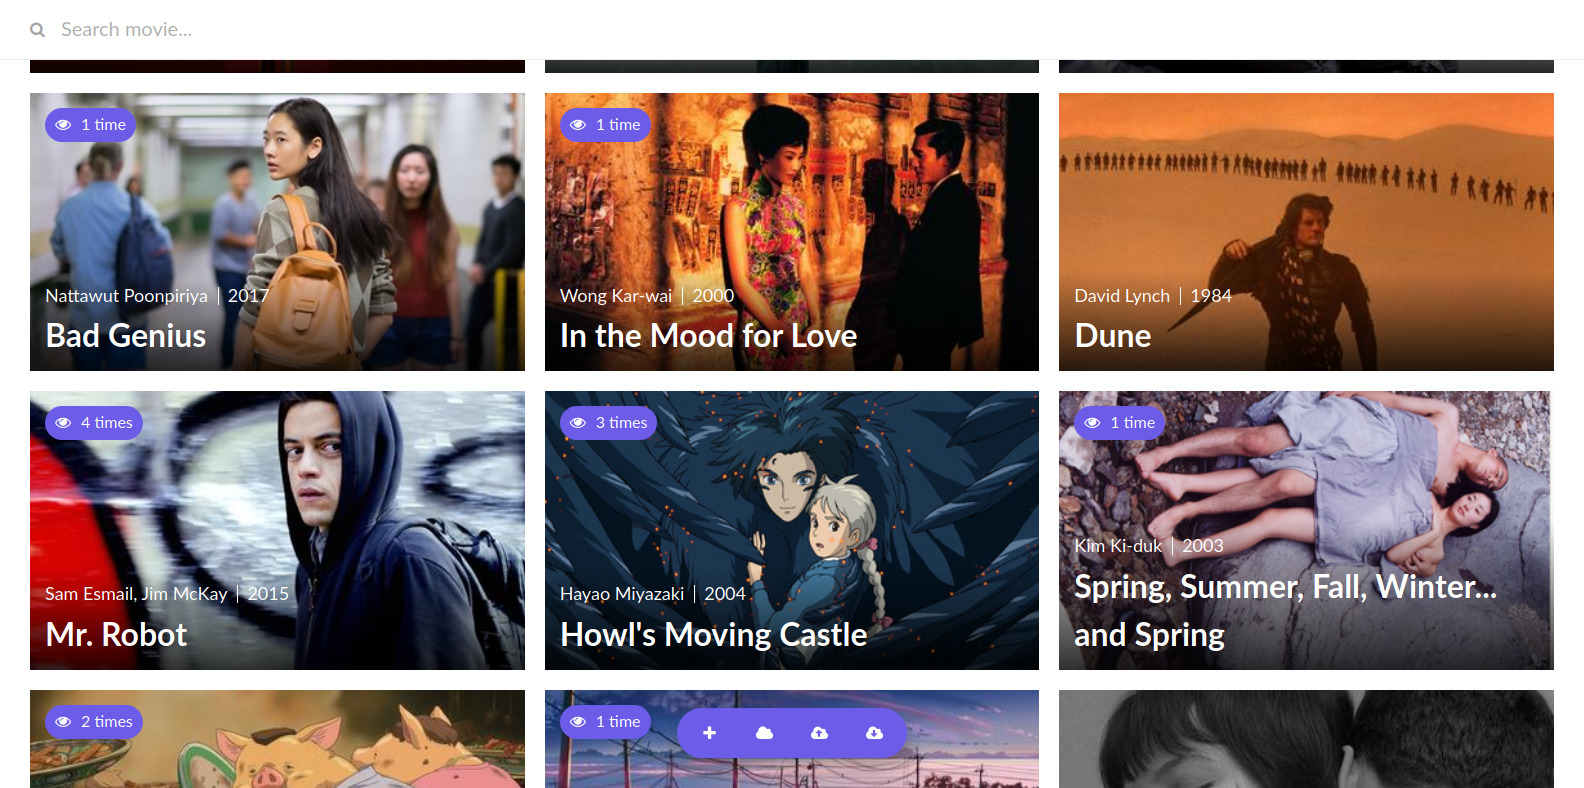 Search movie...
1 time
Nattawut Poonpiriya | 2017
Bad Genius
1 time
Wong Kar-wai | 2000
In the Mood for Love
David Lynch | 1984
Dune
4 times
Sam Esmail, Jim McKay | 2015
Mr. Robot
3 times
Hayao Miyazaki | 2004
Howl's Moving Castle
1 time
Kim Ki-duk | 2003
Spring, Summer, Fall, Winter...
and Spring
2 times
1 time